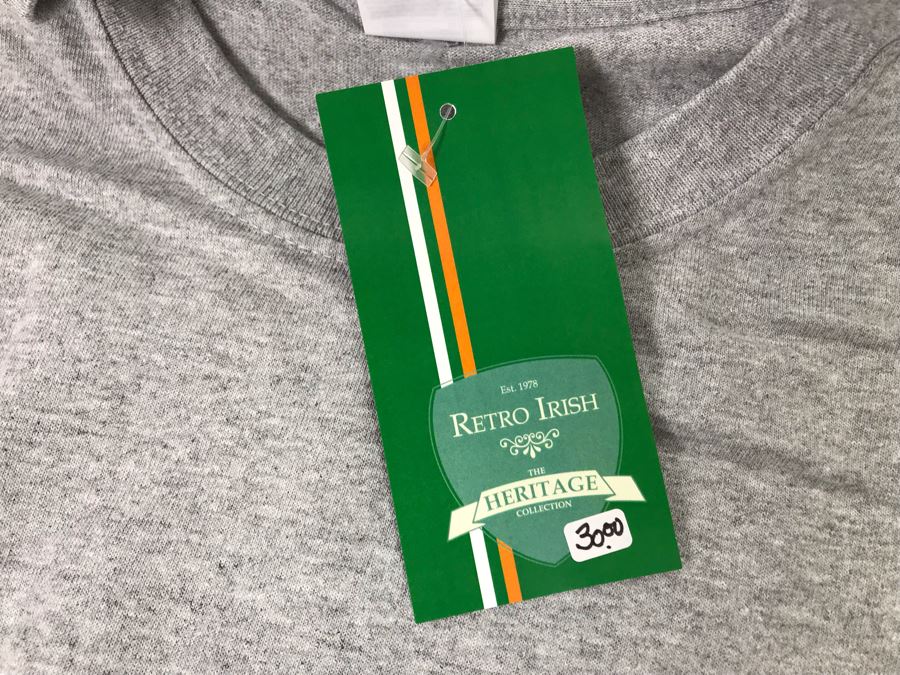 Est. 1978
RETRO IRISH
THE
HERITAGE
COLLECTION
30.00